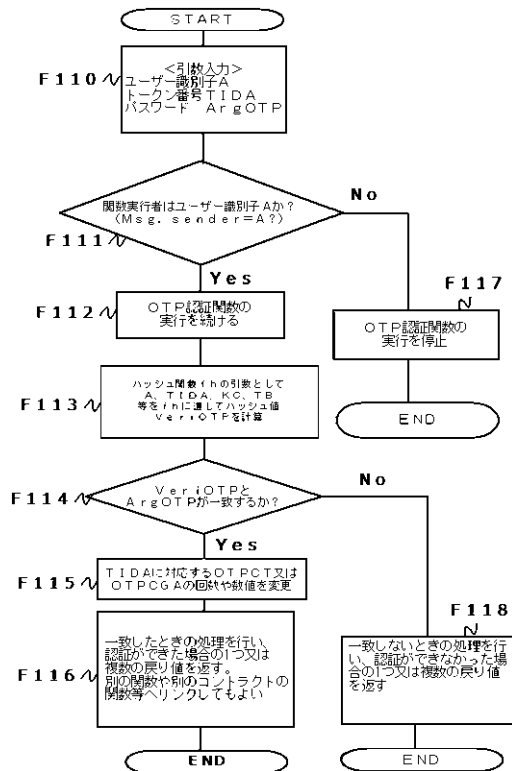 START
F110
<引数入力>
ユーザー識別子A
トークン番号TIDA
パスワード ArgOTP
関数実行者はユーザー識別子Aか?
(Msg. sender=A?)
F111
No
Yes
F112
OTP認証関数の
実行を続ける
F117
OTP認証関数の
実行を停止
END
F113
ハッシュ関数fhの引数として
A、TIDA、KC、TB
等をfhに渡してハッシュ値
VeriOTPを計算
F114
VeriOTPと
ArgOTPが一致するか?
No
Yes
F115
TIDAに対応するOTPCT又は
OTPCGAの回数や数値を変更
F116
一致したときの処理を行い、
認証ができた場合の1つ又は
複数の戻り値を返す。
別の関数や別のコントラクトの
関数等へリンクしてもよい
END
F118
一致しないときの処理を行
い、認証ができなかった場
合の1つ又は複数の戻り値
を返す
END